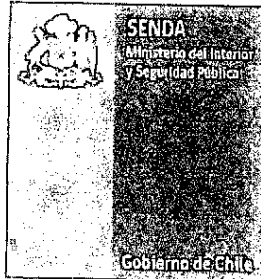 SENDA
Ministerio del Interior
y Seguridad Pública
Gobierno de Chile